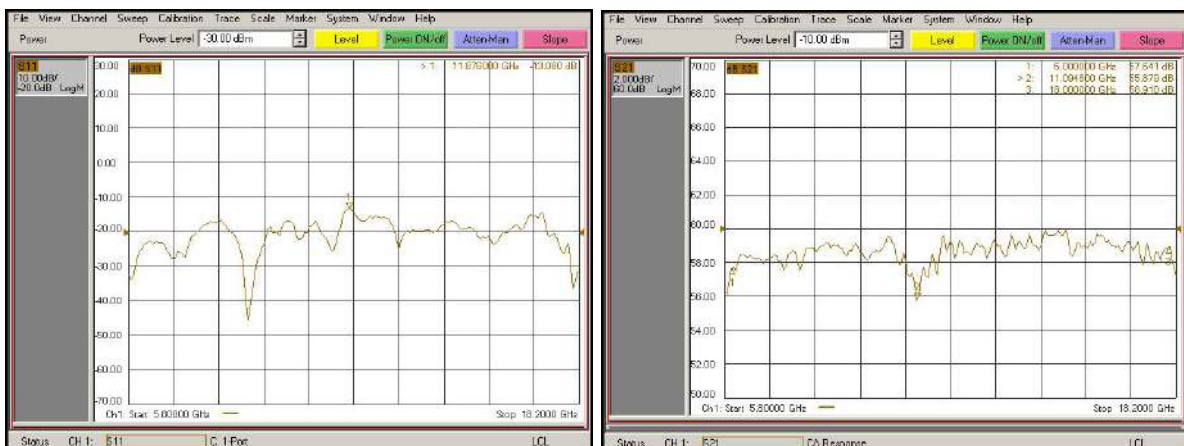 File View Channel Sweep Calibration Trace Scale Marker System Window Help
Power Power Level -30.00 dBm Level Power ON/off Atten-Man Slope
S11
10.00dB/
-20.0dB LogM
30.00
dB S11
> 1:
20.00
10.00
0.00
-10.00
1
-20.00
-30.00
-40.00
-50.00
-60.00
-70.00
Ch1: Start 5.80000 GHz
Stop 18.2000 GHz
Status CH 1: S11 C 1-Port LCL
File View Channel Sweep Calibration Trace Scale Marker System Window Help
Power Power Level -10.00 dBm Level Power ON/off Atten-Man Slope
S21
2.000dB/
60.0dB LogM
70.00
dB S21
1: 6.000000 GHz 57.541 dB
> 2: 11.094800 GHz 55.878 dB
3: 18.000000 GHz 58.910 dB
68.00
66.00
64.00
62.00
60.00
58.00
56.00
54.00
52.00
50.00
Ch1: Start 5.80000 GHz
Stop 18.2000 GHz
Status CH 1: S21 Response LCL